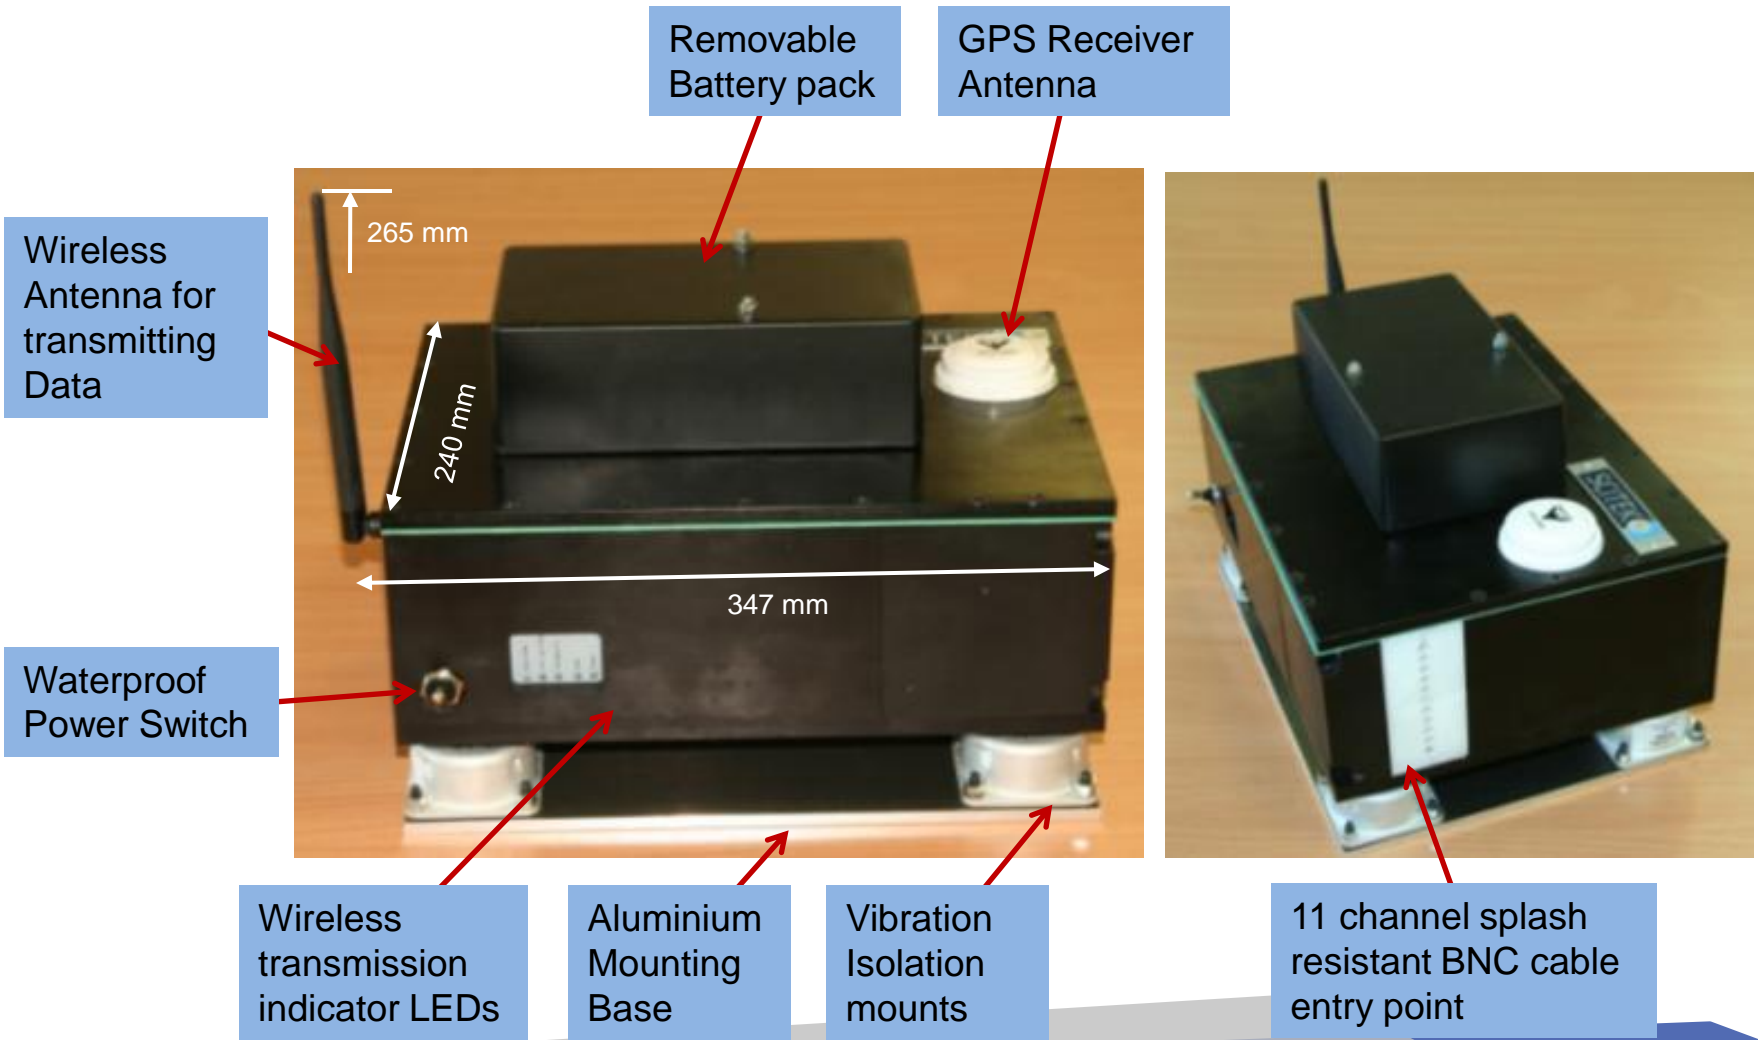 Removable
Battery pack
GPS Receiver
Antenna
Wireless
Antenna for
transmitting
Data
265 mm
240 mm
347 mm
Waterproof
Power Switch
Wireless
transmission
indicator LEDs
Aluminium
Mounting
Base
Vibration
Isolation
mounts
11 channel splash
resistant BNC cable
entry point